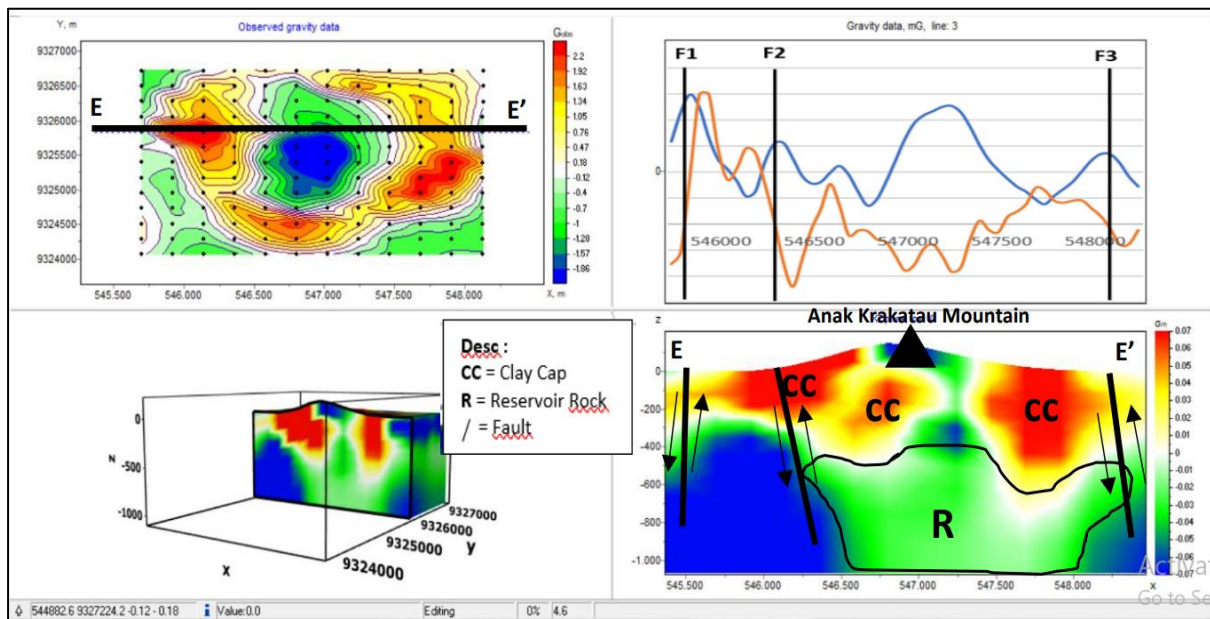 Observed gravity data
Y, m
9327000
9326500
9326000
9325500
9325000
9324500
9324000
E
E’
545.500
546.000
546.500
547.000
547.500
548.000
X, m
2.2
1.92
1.63
1.34
1.04
0.76
0.47
0.18
-0.12
-0.41
-0.7
-1
-1.28
-1.57
-1.86
Gravity data, mG, line: 3
F1
F2
F3
0
546000
546500
547000
547500
548000
0
-500
-1000
N
X
y
9324000
9325000
9326000
9327000
Desc :
CC = Clay Cap
R = Reservoir Rock
/ = Fault
Anak Krakatau Mountain
z
E
E’
CC
CC
CC
R
0
-200
-400
-600
-800
-1.000
545.500
546.000
546.500
547.000
547.500
548.000
x
0.07
0.06
0.05
0.04
0.03
0.02
0.01
0
-0.01
-0.02
-0.03
-0.04
-0.05
-0.06
-0.07
Go to Se
544882.6 9327224.2 -0.12 - 0.18
Value:0.0
Editing
0%
4.6